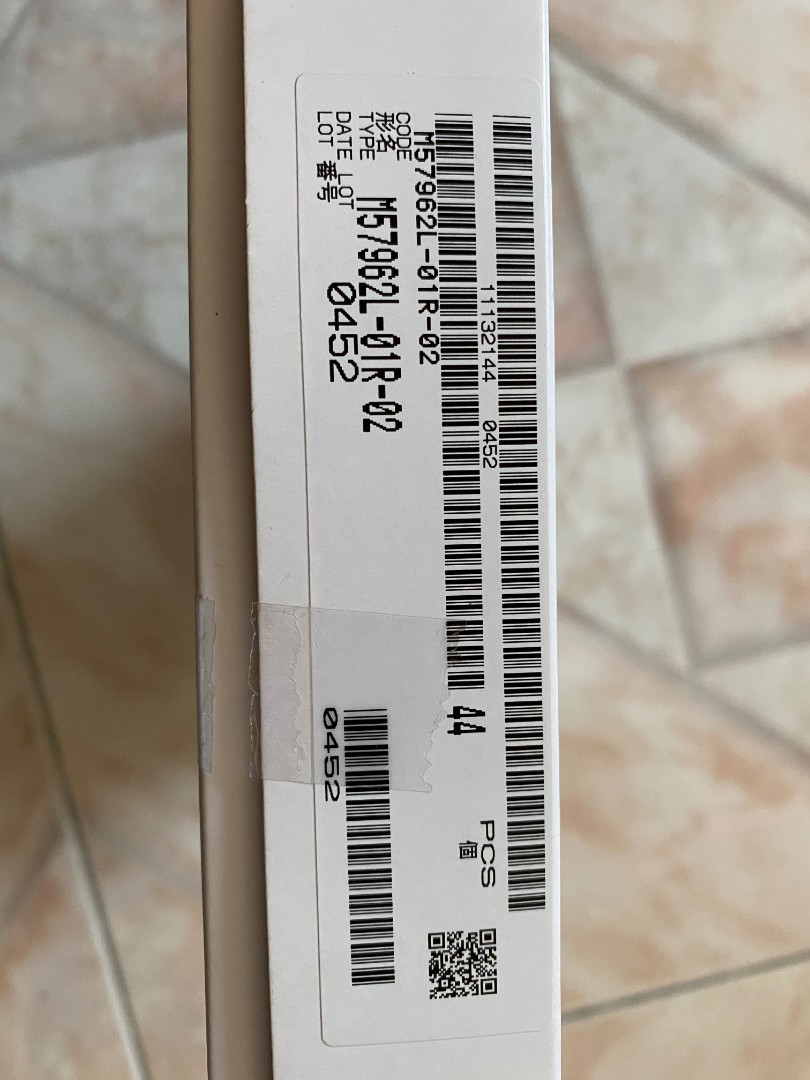 11132144 0452
M57962L-01R-02 44 PCS
個
CODE
形名
TYPE M57962L-01R-02
DATE LOT 0452
LOT 番号
0452